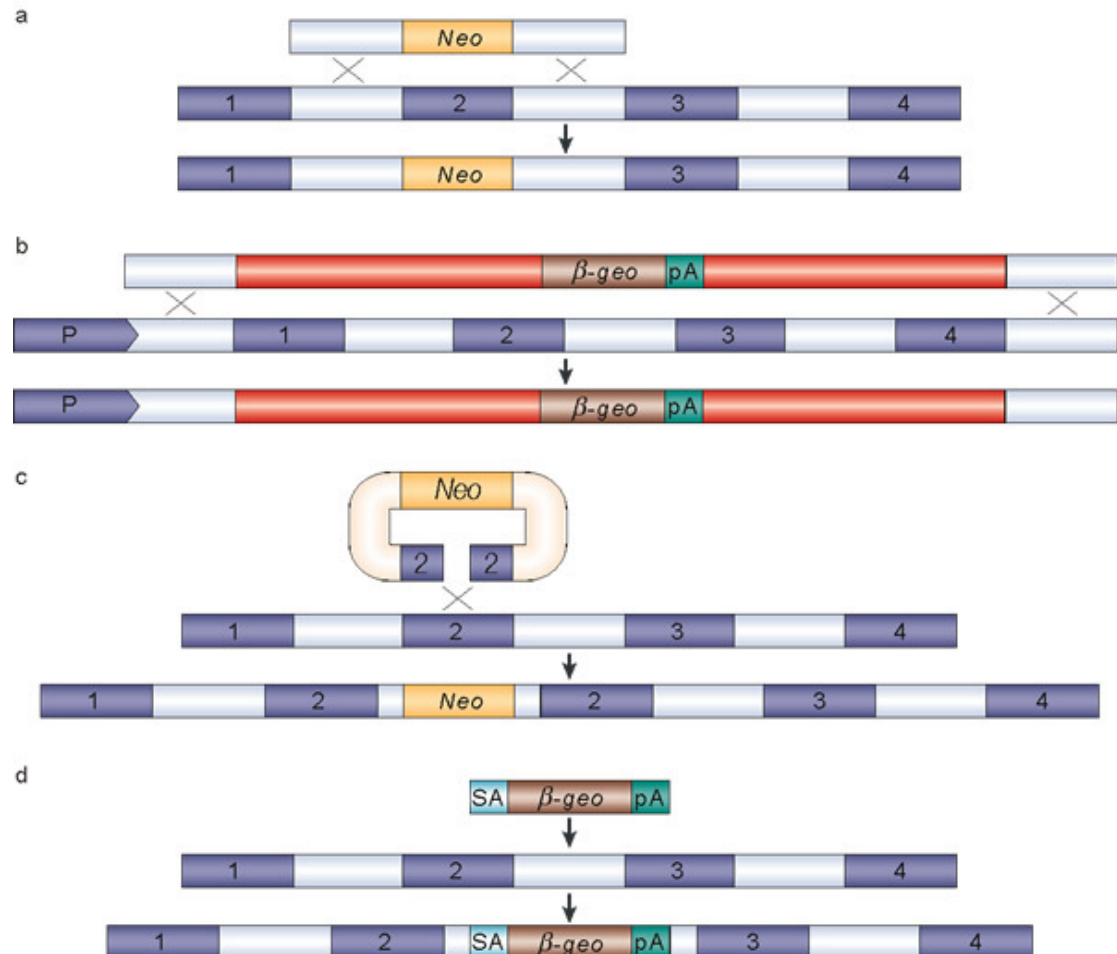 a
Neo
1 2 3 4
1 Neo 3 4
b
β-geo pA
P 1 2 3 4
P β-geo pA
c
Neo
2 2
1 2 3 4
1 2 Neo 2 3 4
d
SA β-geo pA
1 2 3 4
1 2 SA β-geo pA 3 4